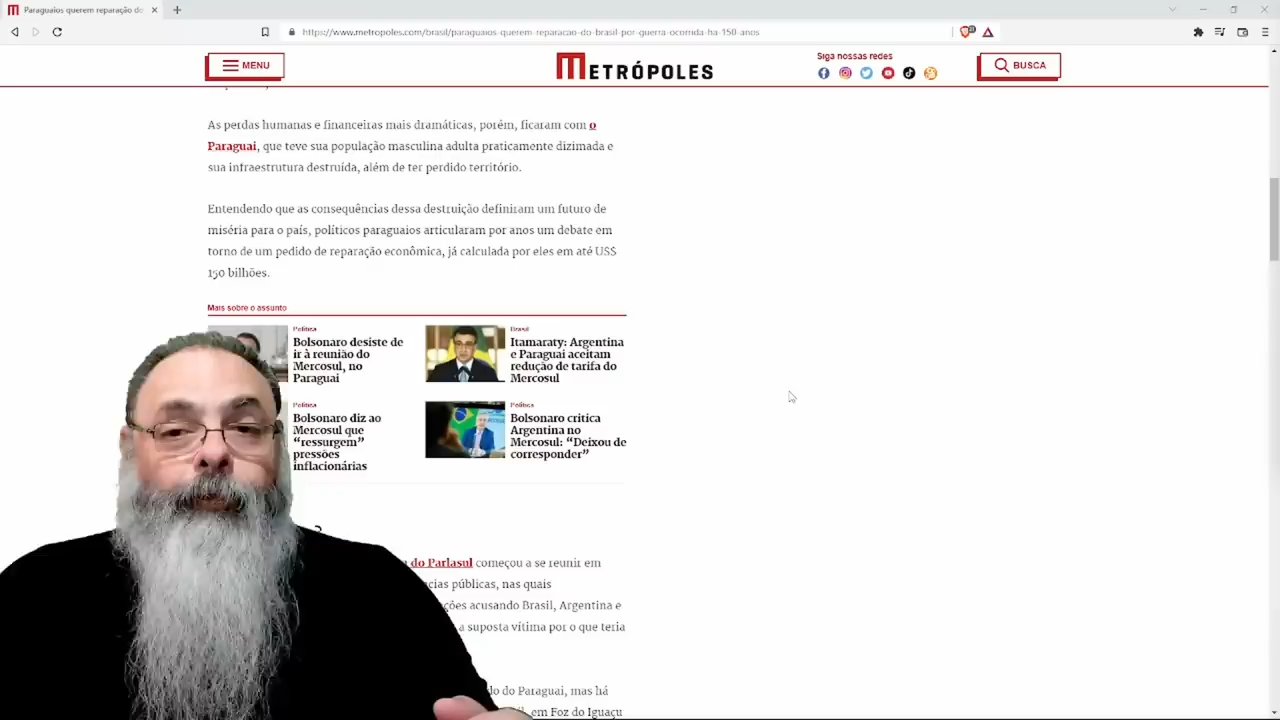 Paraguaios querem reparação do
https://www.metropoles.com/brasil/paraguaios-querem-reparacao-do-brasil-por-guerra-ocorrida-ha-150-anos
MENU
METRÓPOLES
Siga nossas redes
BUSCA
As perdas humanas e financeiras mais dramáticas, porém, ficaram com o
Paraguai, que teve sua população masculina adulta praticamente dizimada e
sua infraestrutura destruída, além de ter perdido território.
Entendendo que as consequências dessa destruição definiram um futuro de
miséria para o país, políticos paraguaios articularam por anos um debate em
torno de um pedido de reparação econômica, já calculada por eles em até US$
150 bilhões.
Mais sobre o assunto
Política
Bolsonaro desiste de
ir à reunião do
Mercosul, no
Paraguai
Brasil
Itamaraty: Argentina
e Paraguai aceitam
redução de tarifa do
Mercosul
Política
Bolsonaro diz ao
Mercosul que
“ressurgem”
pressões
inflacionárias
Política
Bolsonaro critica
Argentina no
Mercosul: “Deixou de
corresponder”
do Parlasul começou a se reunir em
públicas, nas quais
acusando Brasil, Argentina e
a suposta vítima por o que teria
do Paraguai, mas há
em Foz do Iguaçu